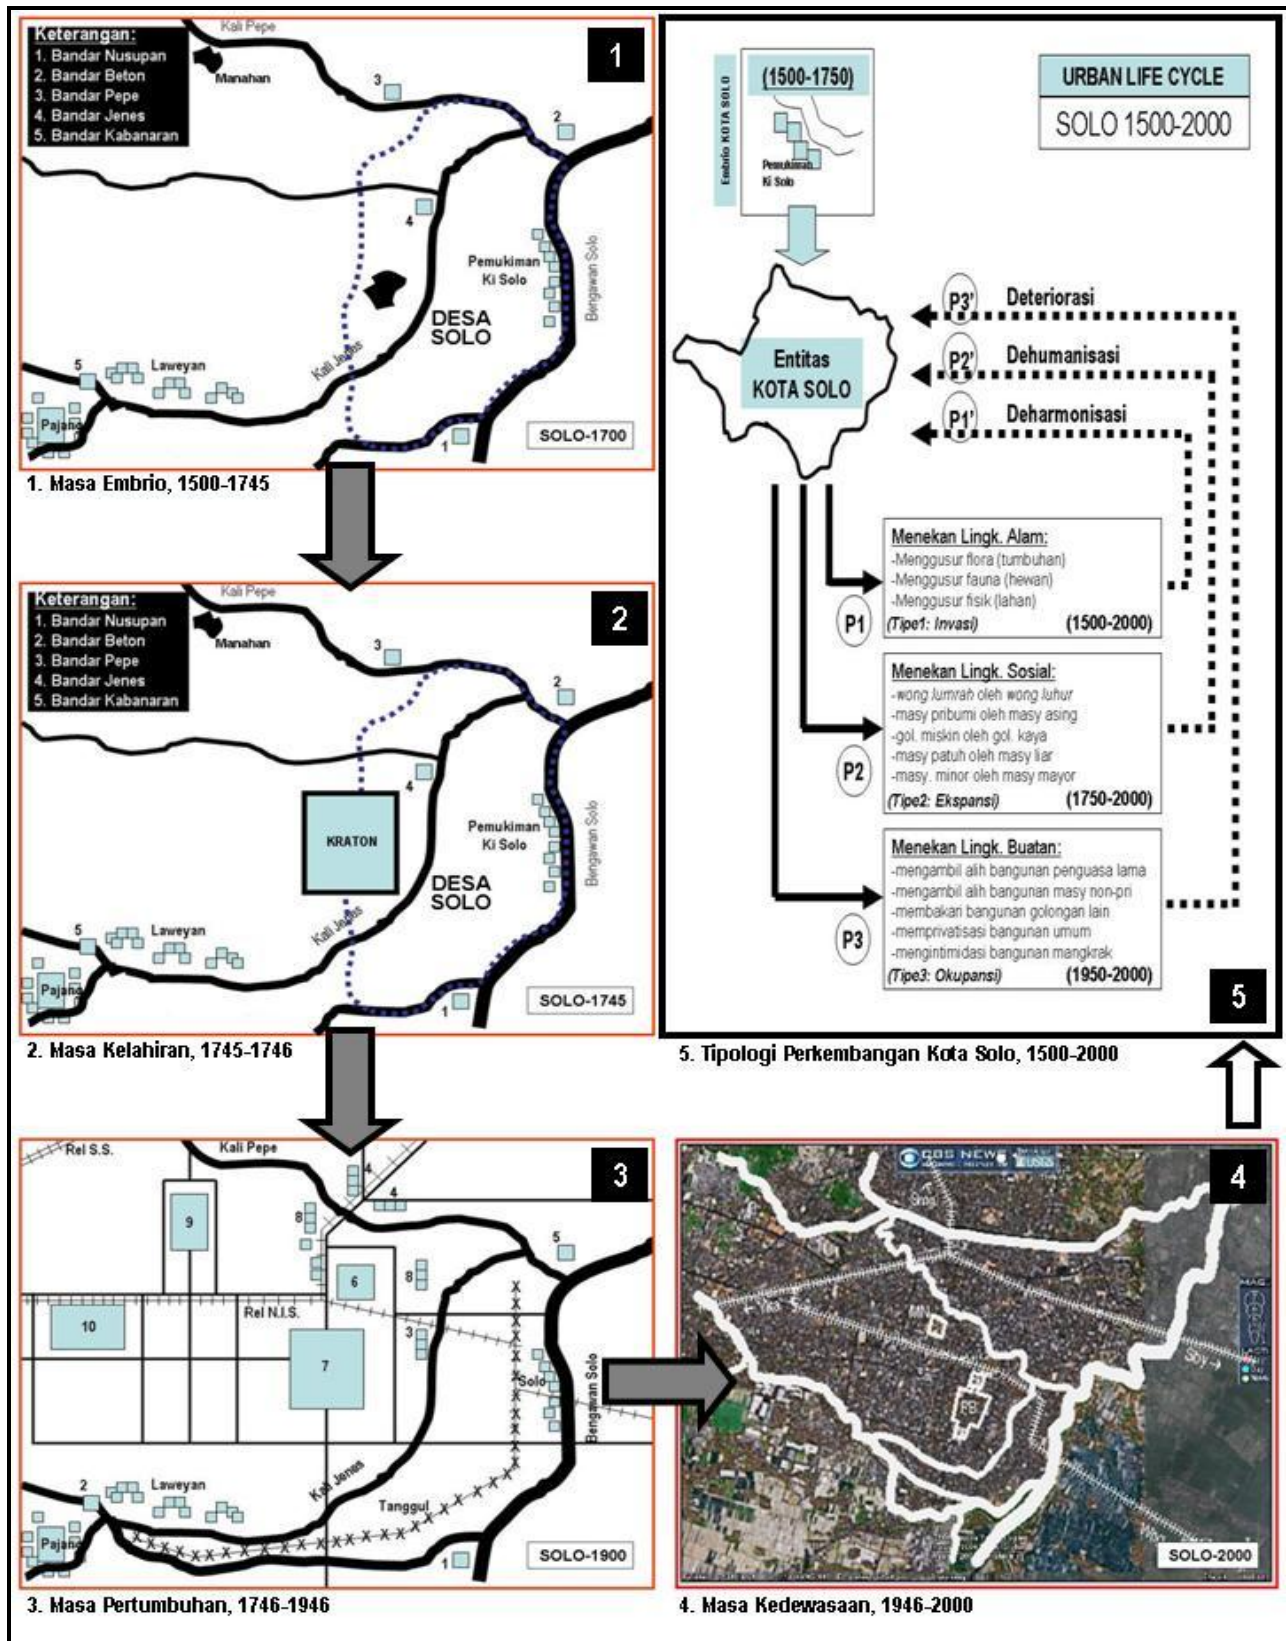 Keterangan:
1. Bandar Nusupan
2. Bandar Beton
3. Bandar Pepe
4. Bandar Jenes
5. Bandar Kabanaran
Kali Pepe
Manahan
1
3
2
4
Pemukiman
Ki Solo
Bengawan Solo
DESA
SOLO
Kali Jenes
5
Laweyan
Pajang
1
SOLO-1700
1. Masa Embrio, 1500-1745
Keterangan:
1. Bandar Nusupan
2. Bandar Beton
3. Bandar Pepe
4. Bandar Jenes
5. Bandar Kabanaran
Kali Pepe
Manahan
2
3
2
4
KRATON
Pemukiman
Ki Solo
Bengawan Solo
DESA
SOLO
Kali Jenes
5
Laweyan
Pajang
1
SOLO-1745
2. Masa Kelahiran, 1745-1746
Rel S.S.
Kali Pepe
3
4
4
9
8
5
6
8
Rel N.I.S.
10
3
7
Solo
Bengawan Solo
Kali Jenes
2
Laweyan
Tanggul
Pajang
1
SOLO-1900
3. Masa Pertumbuhan, 1746-1946
Embrio KOTA SOLO
(1500-1750)
Pemukiman
Ki Solo
URBAN LIFE CYCLE
SOLO 1500-2000
Entitas
KOTA SOLO
P3' Deteriorasi
P2' Dehumanisasi
P1' Deharmonisasi
P1
Menekan Lingk. Alam:
-Menggusur flora (tumbuhan)
-Menggusur fauna (hewan)
-Menggusur fisik (lahan)
(Tipe1: Invasi) (1500-2000)
P2
Menekan Lingk. Sosial:
-wong lumrah oleh wong luhur
-masy pribumi oleh masy asing
-gol. miskin oleh gol. kaya
-masy patuh oleh masy liar
-masy. minor oleh masy mayor
(Tipe2: Ekspansi) (1750-2000)
P3
Menekan Lingk. Buatan:
-mengambil alih bangunan penguasa lama
-mengambil alih bangunan masy non-pri
-membakari bangunan golongan lain
-memprivatisasi bangunan umum
-mengintimidasi bangunan mangkrak
(Tipe3: Okupansi) (1950-2000)
5
5. Tipologi Perkembangan Kota Solo, 1500-2000
CBS NEWS
USGS
4
MN
PB
Sby
SOLO-2000
4. Masa Kedewasaan, 1946-2000